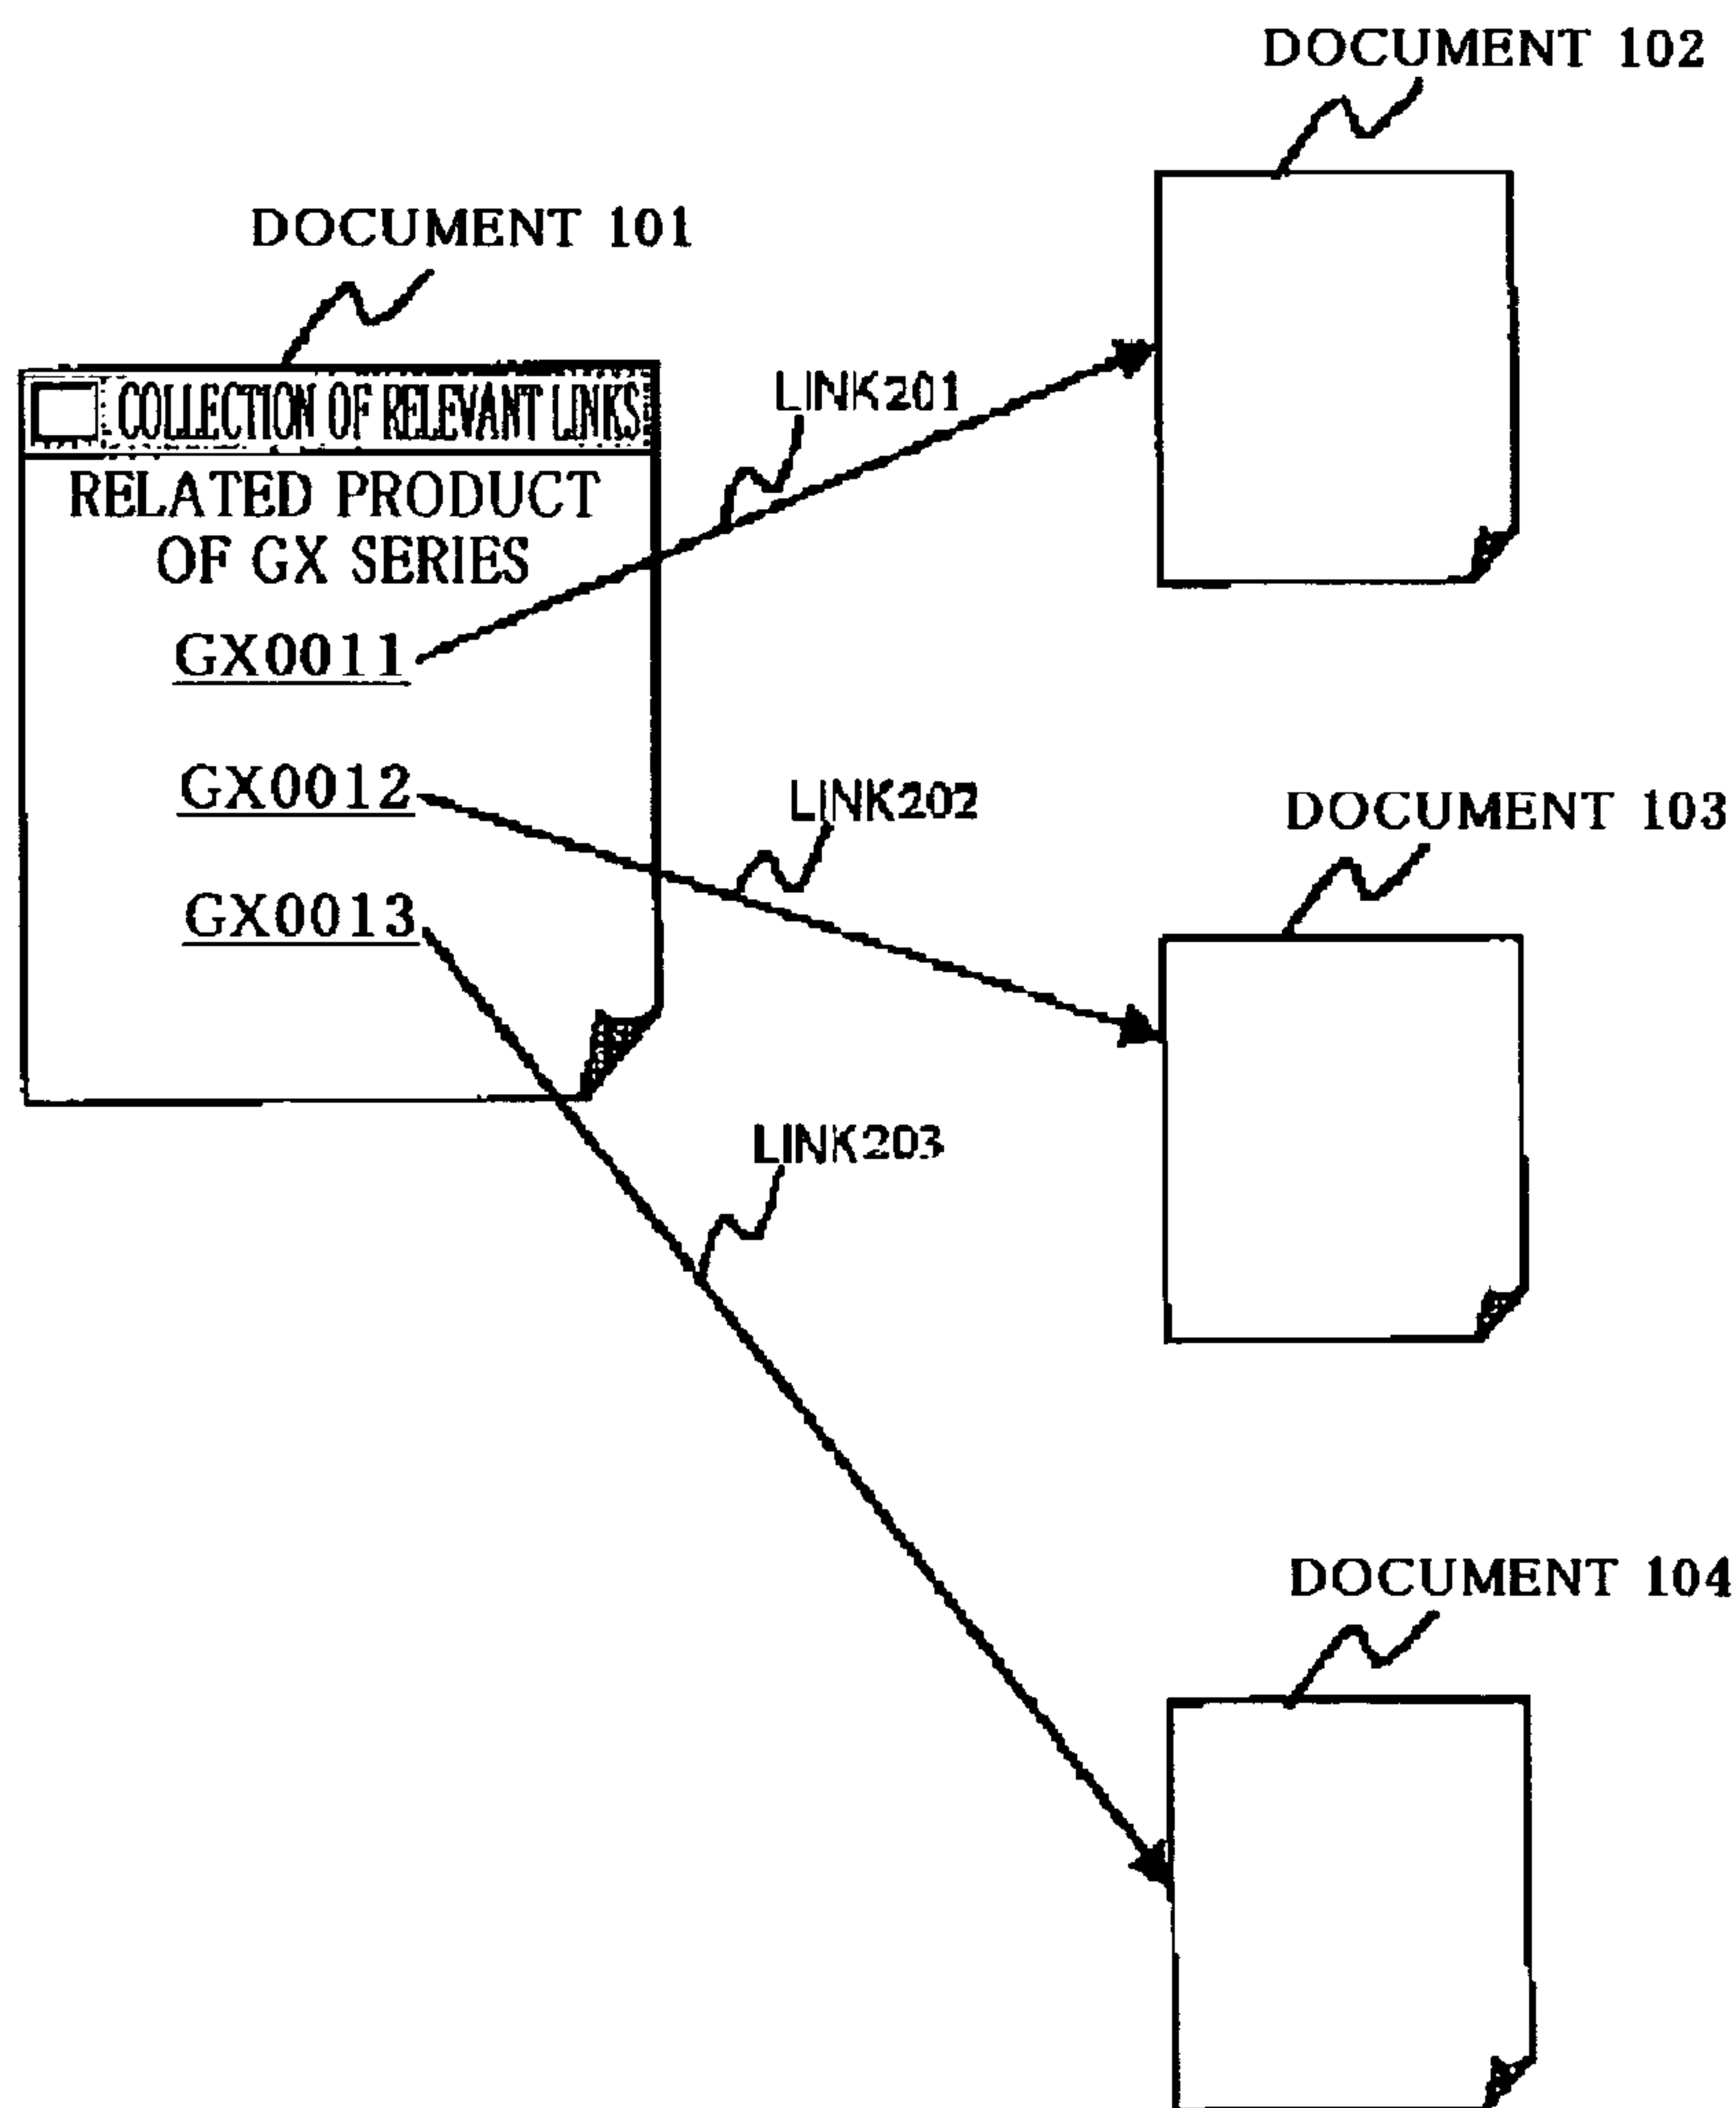 DOCUMENT 102
DOCUMENT 101
COLLECTION OF RELEVANT LINKS
LINK201
RELATED PRODUCT
OF GX SERIES
GX0011
GX0012
LINK202
DOCUMENT 103
GX0013
LINK203
DOCUMENT 104